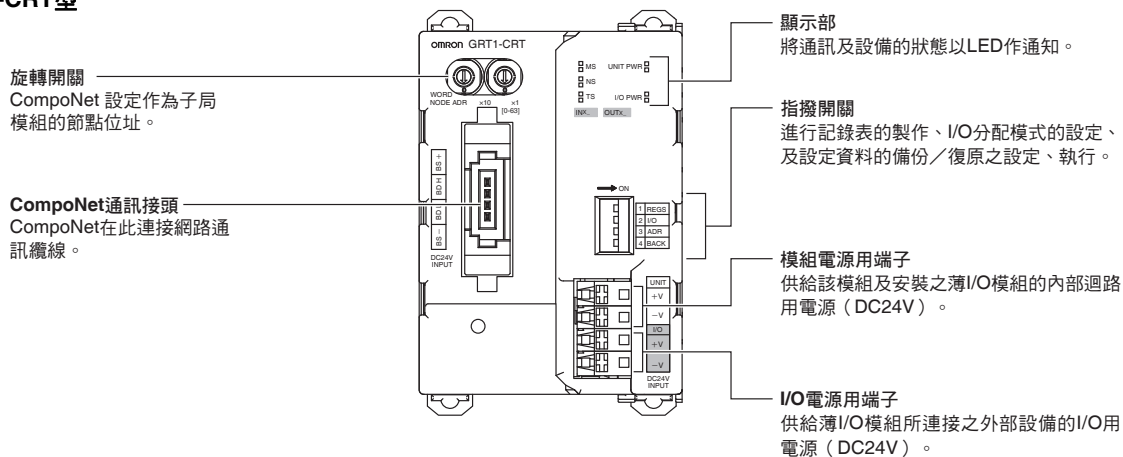 -CRT型
旋轉開關
CompoNet 設定作為子局
模組的節點位址。
CompoNet通訊接頭
CompoNet在此連接網路通
訊纜線。
OMRON GRT1-CRT
WORD
NODE ADR ×10 ×1
[0-63]
BS +
BD H
BD L
BS −
DC24V
INPUT
MS UNIT PWR
NS
TS I/O PWR
INX_ OUTx_
ON
1 REGS
2 I/O
3 ADR
4 BACK
UNIT
+V
−V
I/O
+V
−V
DC24V
INPUT
顯示部
將通訊及設備的狀態以LED作通知。
指撥開關
進行記錄表的製作、I/O分配模式的設定、
及設定資料的備份／復原之設定、執行。
模組電源用端子
供給該模組及安裝之薄I/O模組的內部迴路
用電源（DC24V）。
I/O電源用端子
供給薄I/O模組所連接之外部設備的I/O用
電源（DC24V）。